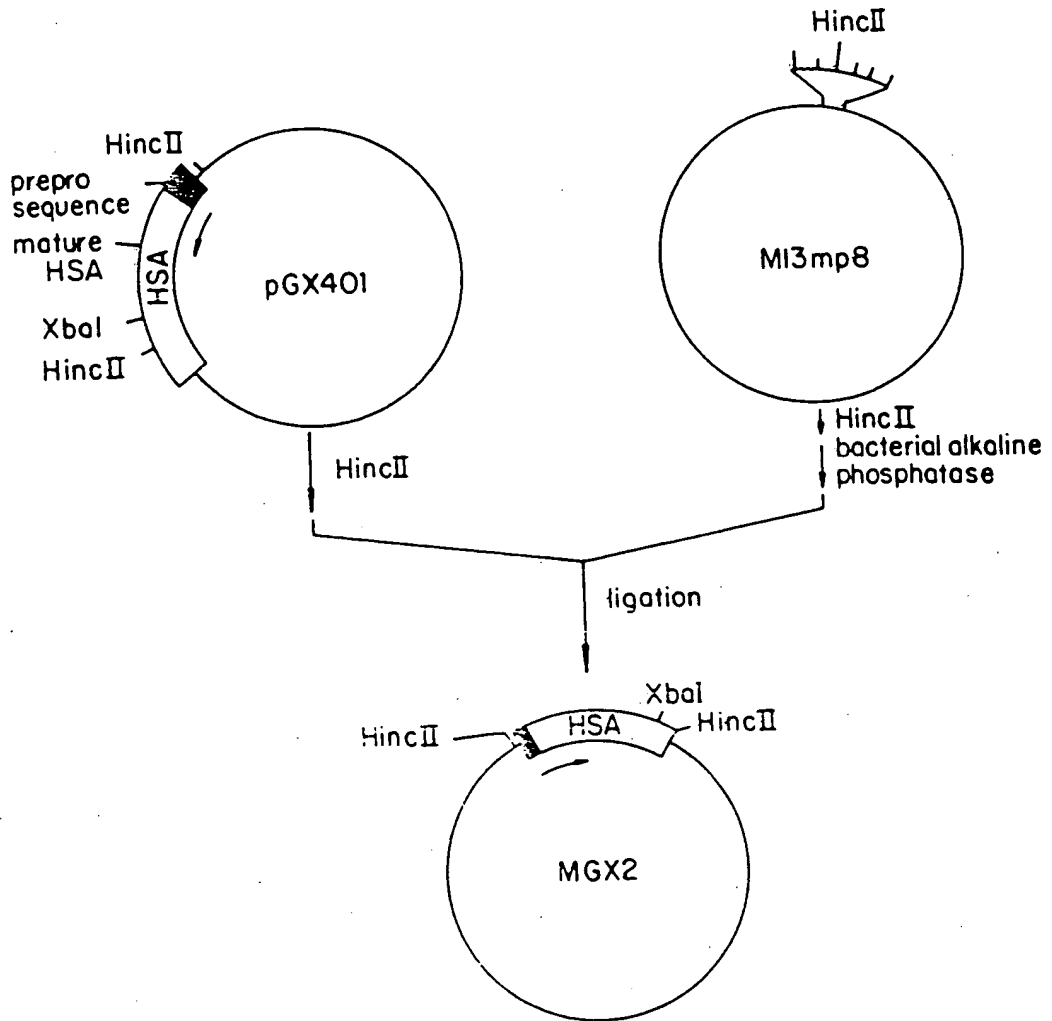 HincII
HincII
prepro
sequence
mature
HSA
HSA
XbaI
HincII
pGX401
MI3mp8
HincII
HincII
bacterial alkaline
phosphatase
ligation
XbaI
HincII
HSA
HincII
MGX2